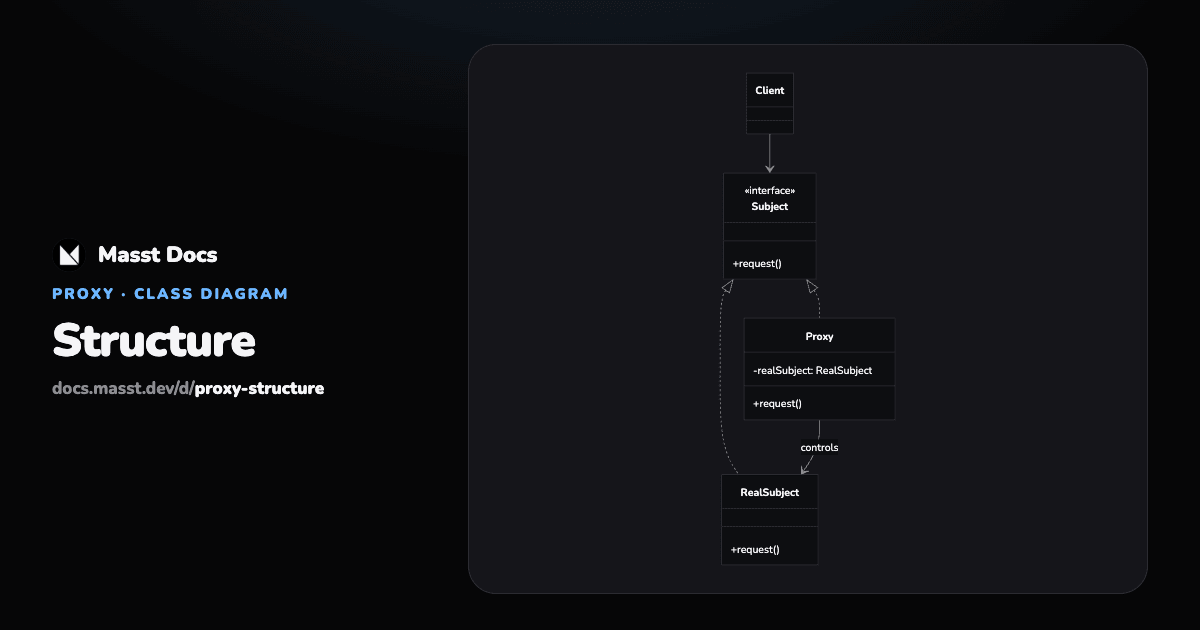 Masst Docs
PROXY · CLASS DIAGRAM
Structure
docs.masst.dev/d/proxy-structure
Client
«interface»
Subject
+request()
Proxy
-realSubject: RealSubject
+request()
controls
RealSubject
+request()